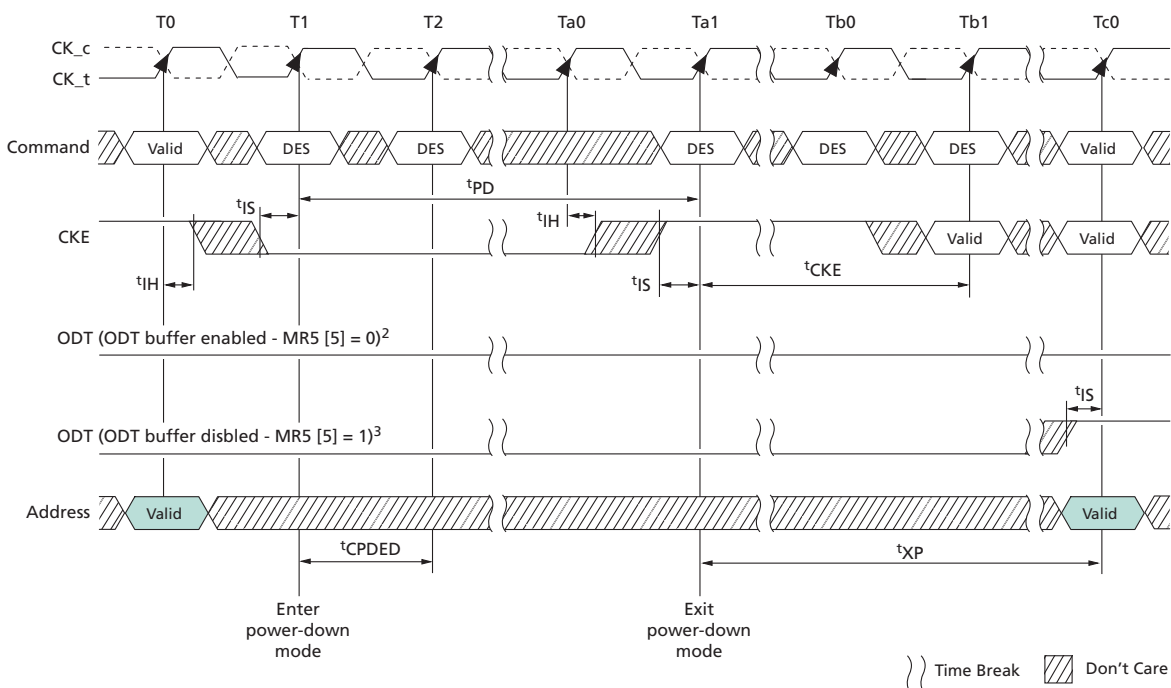 T0 T1 T2 Ta0 Ta1 Tb0 Tb1 Tc0
CK_c
CK_t
Command Valid DES DES DES DES DES Valid
tPD
tIS tIH
CKE Valid Valid
tIH tIS tCKE
ODT (ODT buffer enabled - MR5 [5] = 0)2
tIS
ODT (ODT buffer disbled - MR5 [5] = 1)3
Address Valid Valid
tCPDED tXP
Enter
power-down
mode
Exit
power-down
mode
Time Break Don't Care